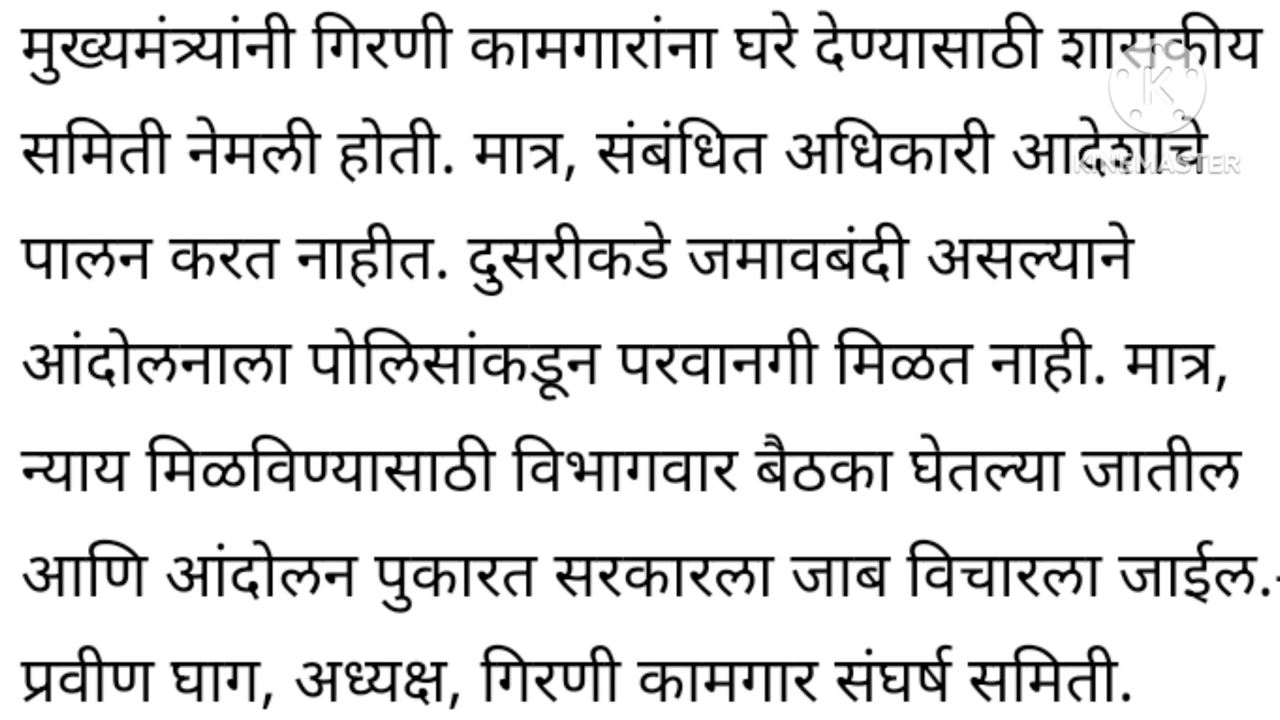 मुख्यमंत्र्यांनी गिरणी कामगारांना घरे देण्यासाठी शासकीय
समिती नेमली होती. मात्र, संबंधित अधिकारी आदेशाचे
पालन करत नाहीत. दुसरीकडे जमावबंदी असल्याने
आंदोलनाला पोलिसांकडून परवानगी मिळत नाही. मात्र,
न्याय मिळविण्यासाठी विभागवार बैठका घेतल्या जातील
आणि आंदोलन पुकारत सरकारला जाब विचारला जाईल.-
प्रवीण घाग, अध्यक्ष, गिरणी कामगार संघर्ष समिती.
K
KINEMASTER